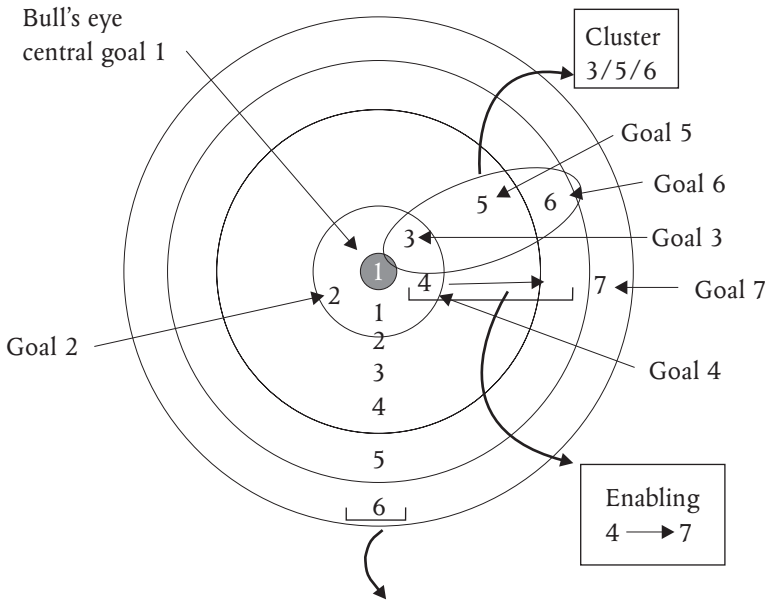 Bull's eye
central goal 1
Cluster
3/5/6
Goal 5
Goal 6
5
6
Goal 3
3
1
4
7
Goal 7
2
1
Goal 2
2
Goal 4
3
4
5
Enabling
4 → 7
6